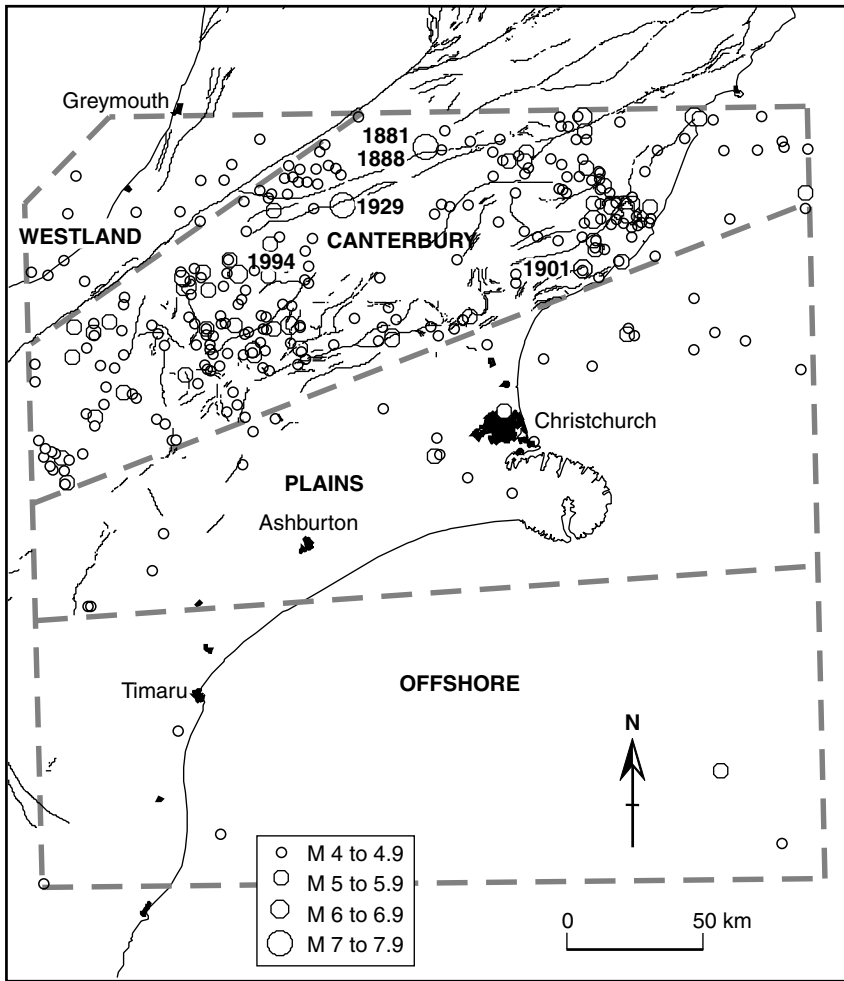 Greymouth
1881
1888
1929
WESTLAND
CANTERBURY
1994
1901
Christchurch
PLAINS
Ashburton
OFFSHORE
Timaru
N
M 4 to 4.9
M 5 to 5.9
M 6 to 6.9
M 7 to 7.9
0 50 km